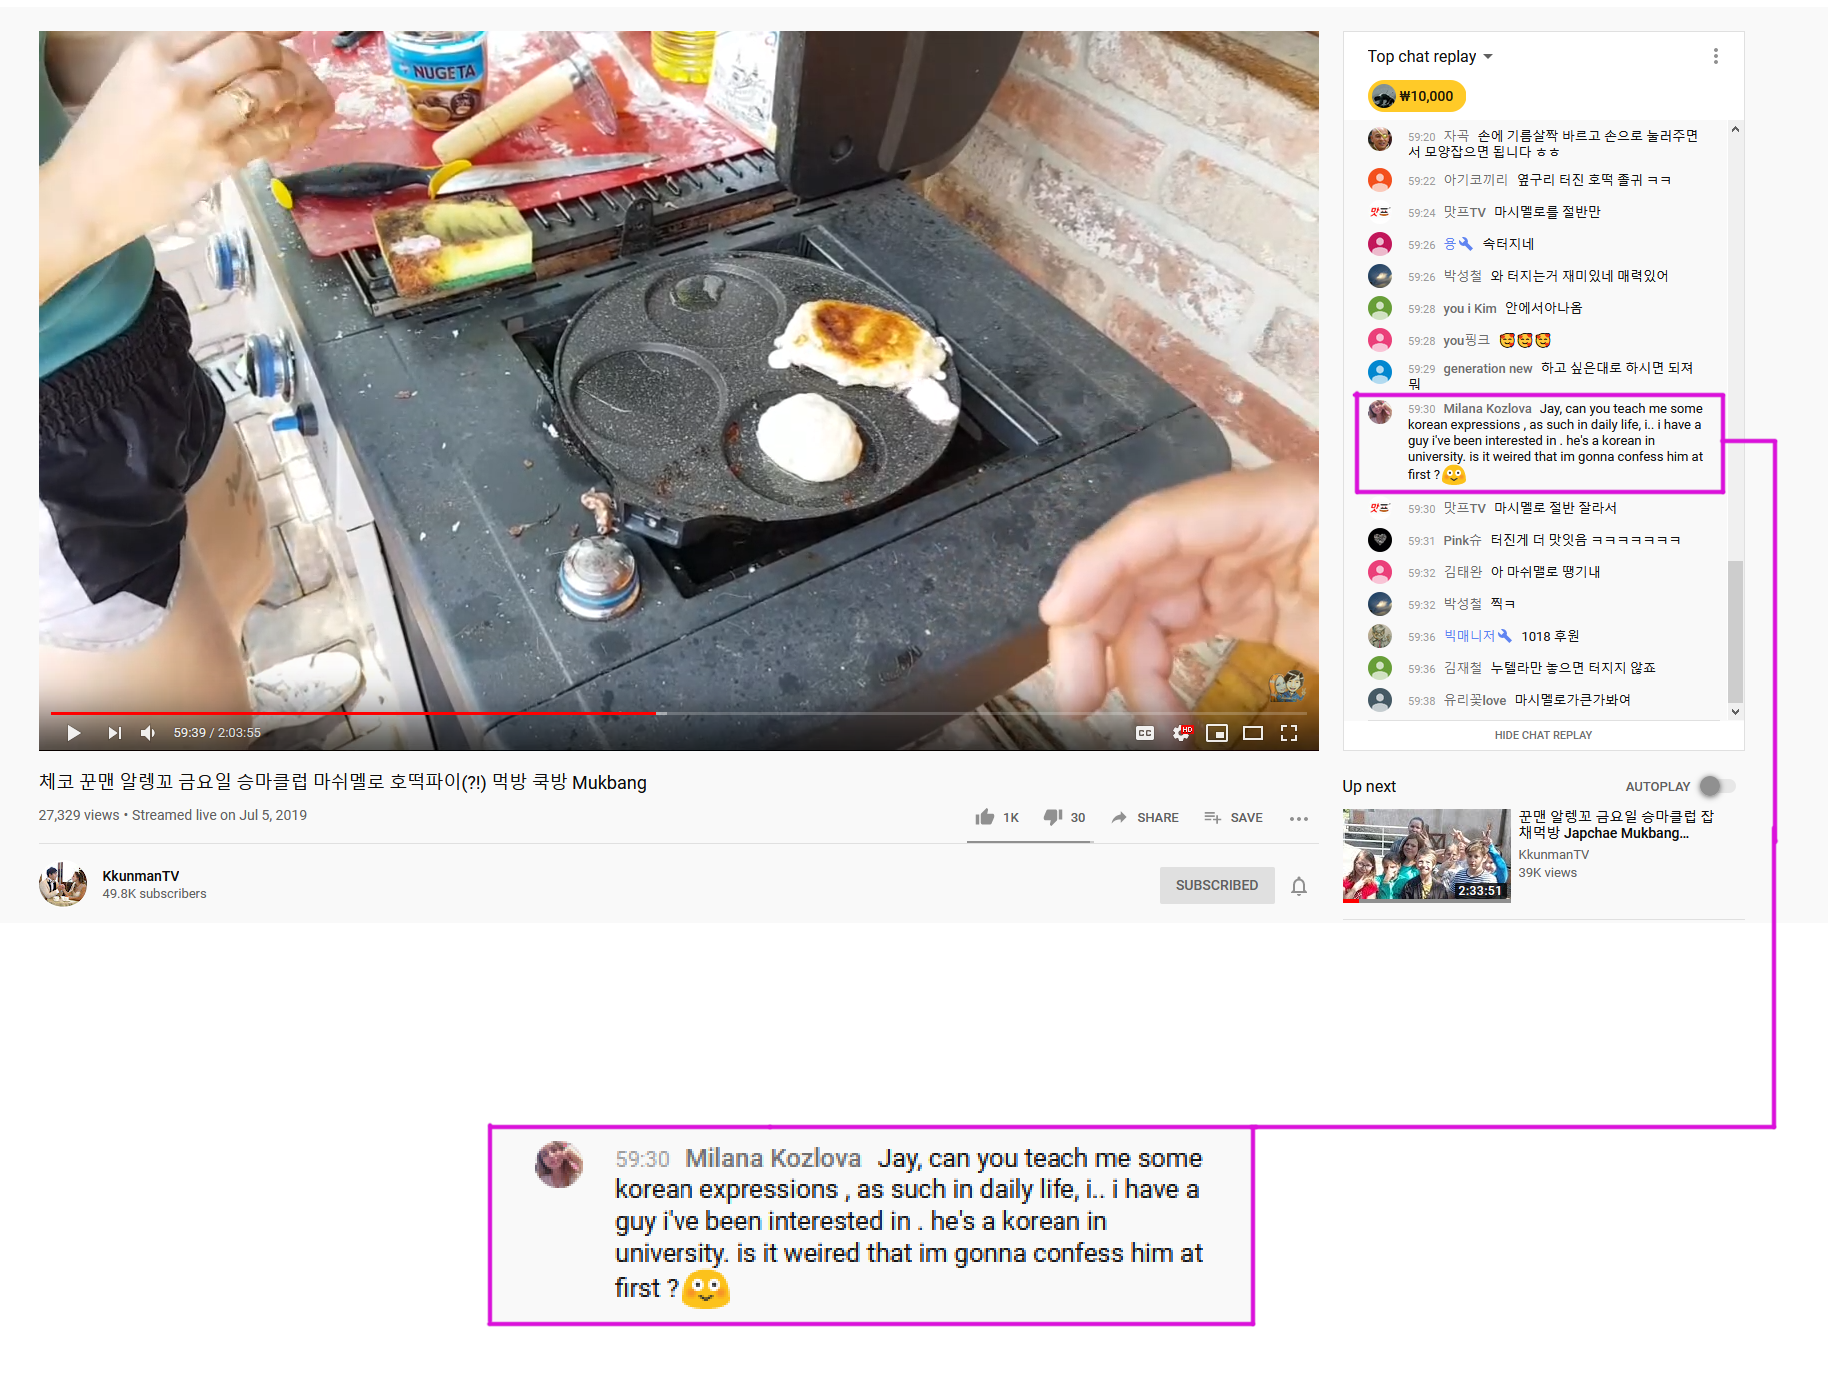 NUGETA
59:39 / 2:03:55
CC
HD
Top chat replay
₩10,000
59:20 자곡 손에 기름살짝 바르고 손으로 눌러주면
서 모양잡으면 됩니다 ㅎㅎ
59:22 아기코끼리 옆구리 터진 호떡 졸귀 ㅋㅋ
맛프
59:24 맛프TV 마시멜로를 절반만
59:26 용 속터지네
59:26 박성철 와 터지는거 재미있네 매력있어
59:28 you i Kim 안에서아나옴
59:28 you핑크 🥰🥰🥰
59:29 generation new 하고 싶은대로 하시면 되져
뭐
59:30 Milana Kozlova Jay, can you teach me some
korean expressions , as such in daily life, i.. i have a
guy i've been interested in . he's a korean in
university. is it weired that im gonna confess him at
first ?
맛프
59:30 맛프TV 마시멜로 절반 잘라서
59:31 Pink슈 터진게 더 맛잇음 ㅋㅋㅋㅋㅋㅋㅋ
59:32 김태완 아 마쉬맬로 땡기내
59:32 박성철 찍ㅋ
59:36 빅매니저 1018 후원
59:36 김재철 누텔라만 놓으면 터지지 않죠
59:38 유리꽃love 마시멜로가큰가봐여
HIDE CHAT REPLAY
체코 꾼맨 알렝꼬 금요일 승마클럽 마쉬멜로 호떡파이(?!) 먹방 쿡방 Mukbang
27,329 views • Streamed live on Jul 5, 2019
1K
30
SHARE
SAVE
KkunmanTV
49.8K subscribers
SUBSCRIBED
Up next
AUTOPLAY
꾼맨 알렝꼬 금요일 승마클럽 잡
채먹방 Japchae Mukbang...
KkunmanTV
39K views
2:33:51
59:30 Milana Kozlova Jay, can you teach me some
korean expressions , as such in daily life, i.. i have a
guy i've been interested in . he's a korean in
university. is it weired that im gonna confess him at
first ?